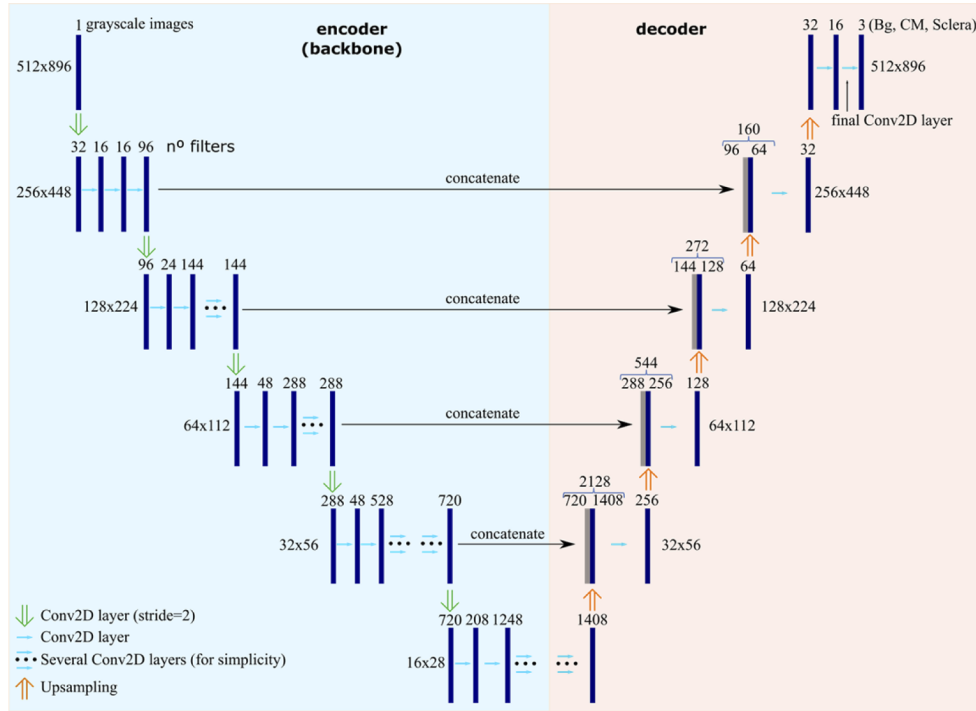 1 grayscale images
encoder
(backbone)
decoder
32 16 3 (Bg, CM, Sclera)
512x896
512x896
final Conv2D layer
160
32 16 16 96 nº filters
96 64
32
256x448
concatenate
256x448
272
96 24 144 144
144 128 64
128x224
concatenate
128x224
544
144 48 288 288
288 256 128
64x112
concatenate
64x112
2128
288 48 528 720
720 1408 256
32x56
concatenate
32x56
Conv2D layer (stride=2)
720 208 1248
1408
Conv2D layer
16x28
Several Conv2D layers (for simplicity)
Upsampling